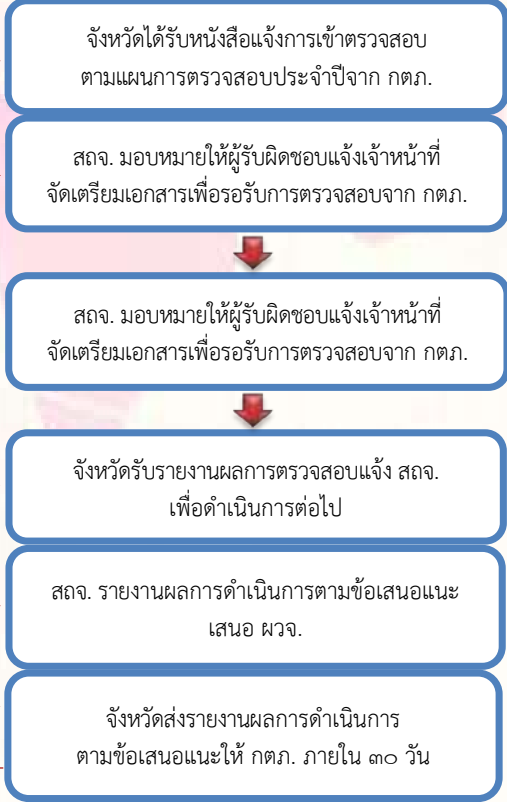 จังหวัดได้รับหนังสือแจ้งการเข้าตรวจสอบ
ตามแผนการตรวจสอบประจำปีจาก กตภ.
สถจ. มอบหมายให้ผู้รับผิดชอบแจ้งเจ้าหน้าที่
จัดเตรียมเอกสารเพื่อรอรับการตรวจสอบจาก กตภ.
สถจ. มอบหมายให้ผู้รับผิดชอบแจ้งเจ้าหน้าที่
จัดเตรียมเอกสารเพื่อรอรับการตรวจสอบจาก กตภ.
จังหวัดรับรายงานผลการตรวจสอบแจ้ง สถจ.
เพื่อดำเนินการต่อไป
สถจ. รายงานผลการดำเนินการตามข้อเสนอแนะ
เสนอ ผวจ.
จังหวัดส่งรายงานผลการดำเนินการ
ตามข้อเสนอแนะให้ กตภ. ภายใน ๓๐ วัน